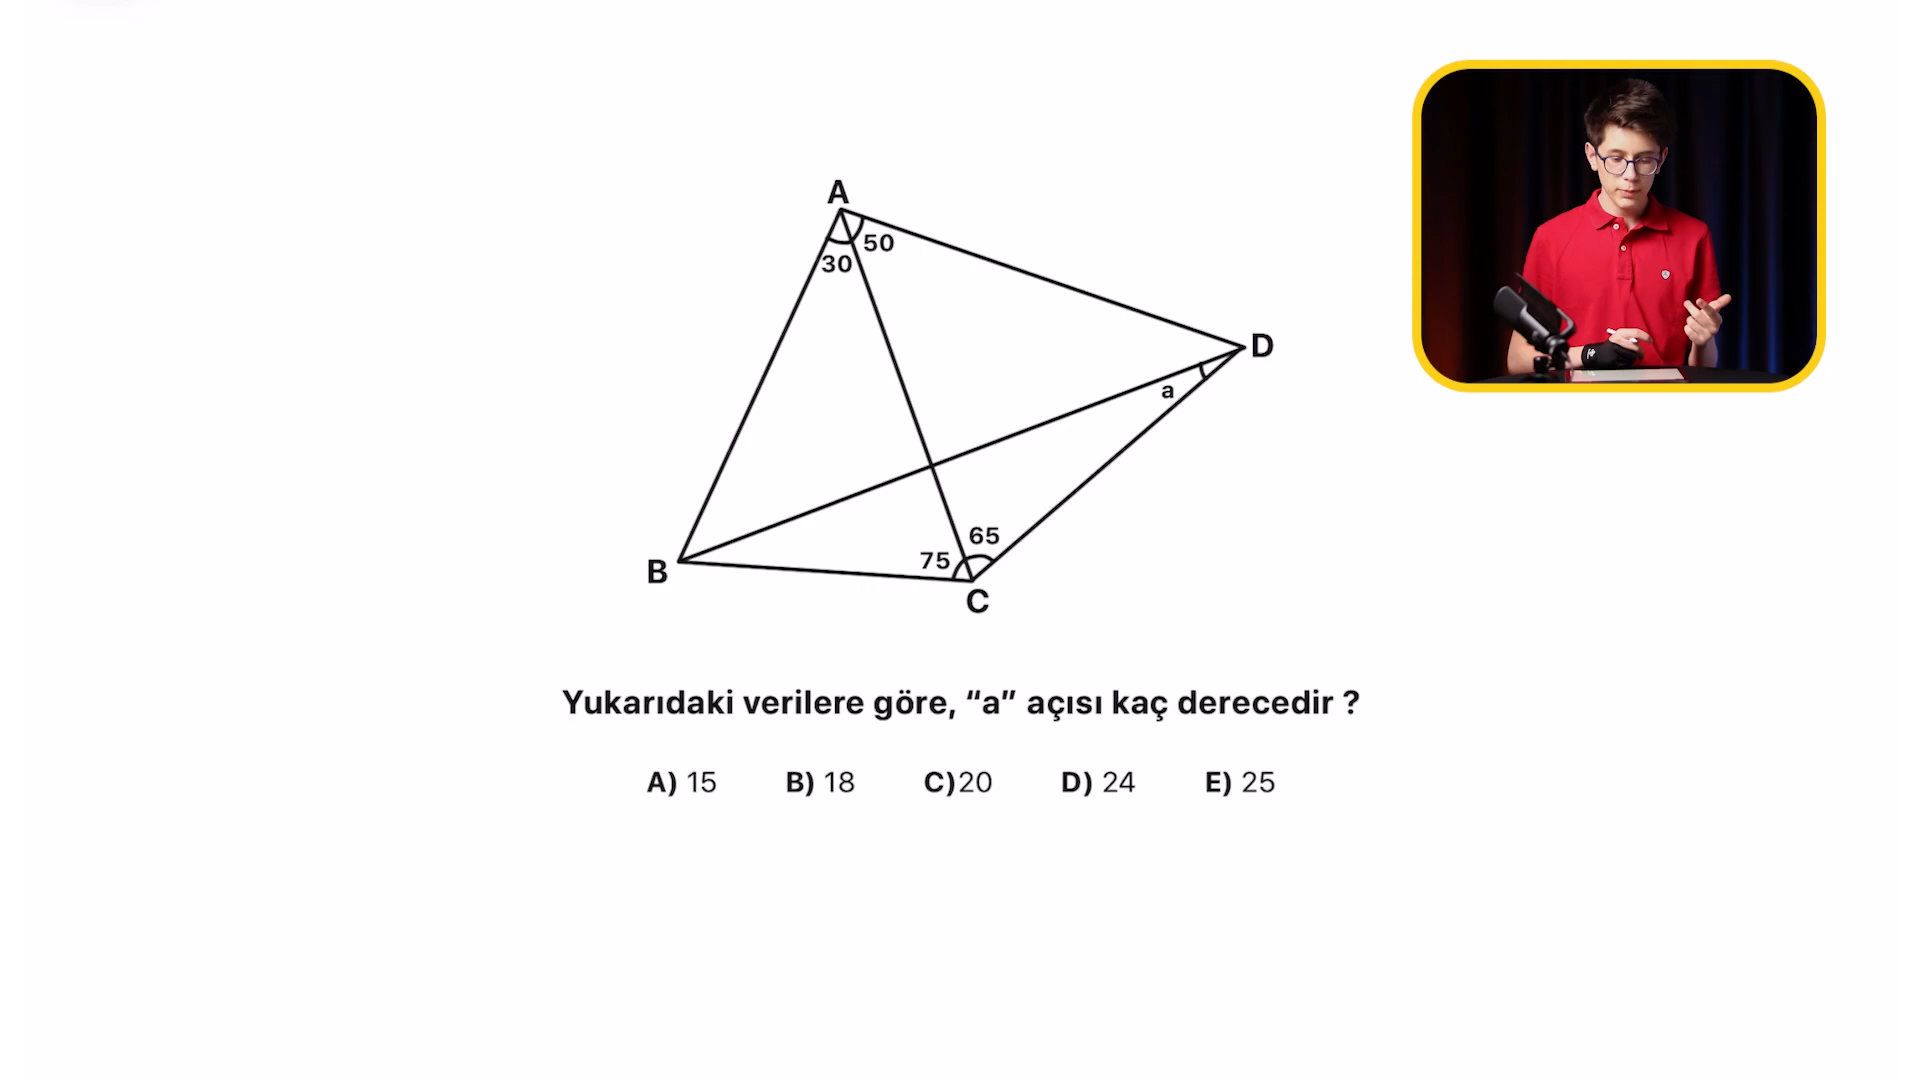 A
50
30
D
a
65
75
B
C
Yukarıdaki verilere göre, “a” açısı kaç derecedir ?
A) 15 B) 18 C)20 D) 24 E) 25